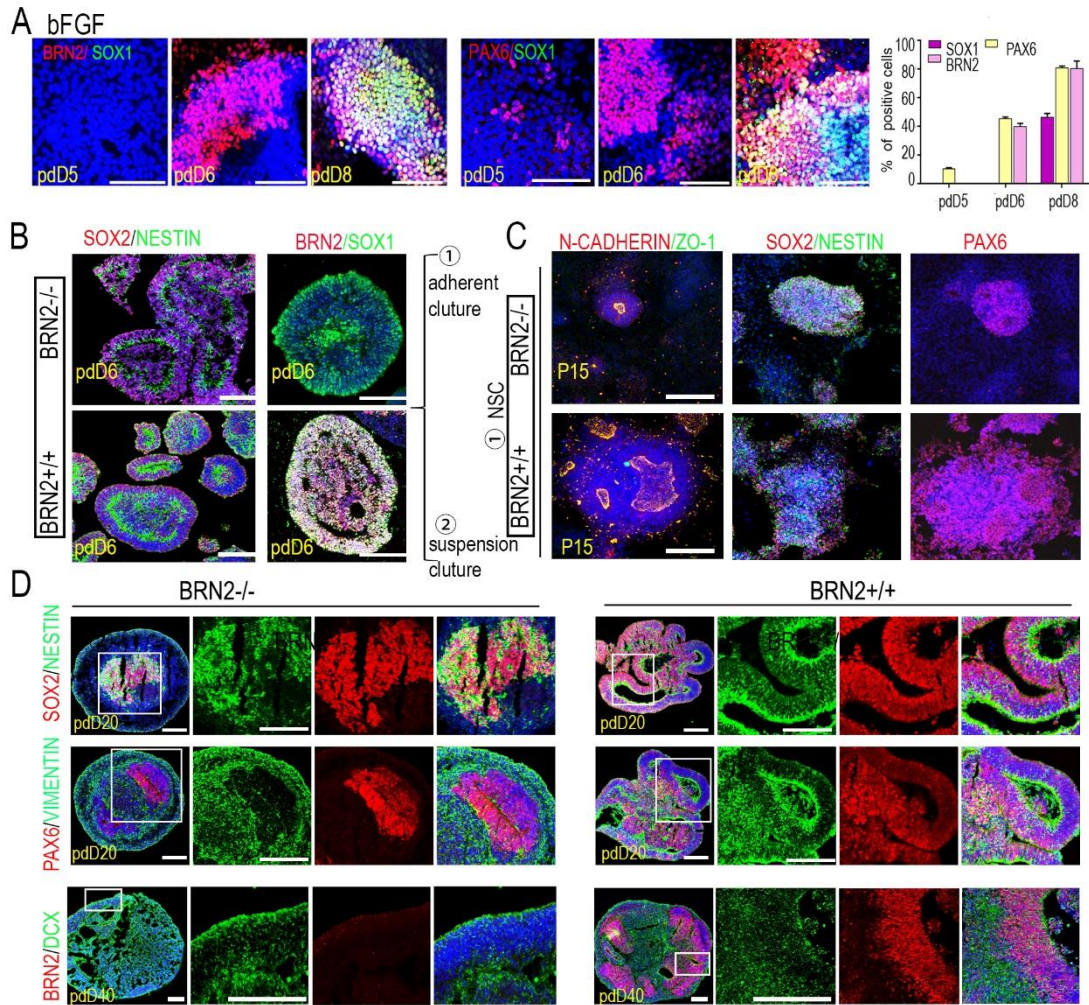 A bFGF
BRN2/ SOX1
PAX6/SOX1
pdD5
pdD6
pdD8
pdD5
pdD6
pdD8
% of positive cells
100
80
60
40
20
0
SOX1
BRN2
PAX6
pdD5
pdD6
pdD8
B
SOX2/NESTIN
BRN2/SOX1
BRN2-/-
BRN2+/+
pdD6
pdD6
pdD6
pdD6
①
adherent
cluture
②
suspension
cluture
C
N-CADHERIN/ZO-1
SOX2/NESTIN
PAX6
① NSC
BRN2-/-
BRN2+/+
P15
P15
D
BRN2-/-
BRN2+/+
SOX2/NESTIN
pdD20
pdD20
PAX6/VIMENTIN
pdD20
pdD20
BRN2/DCX
pdD40
pdD40